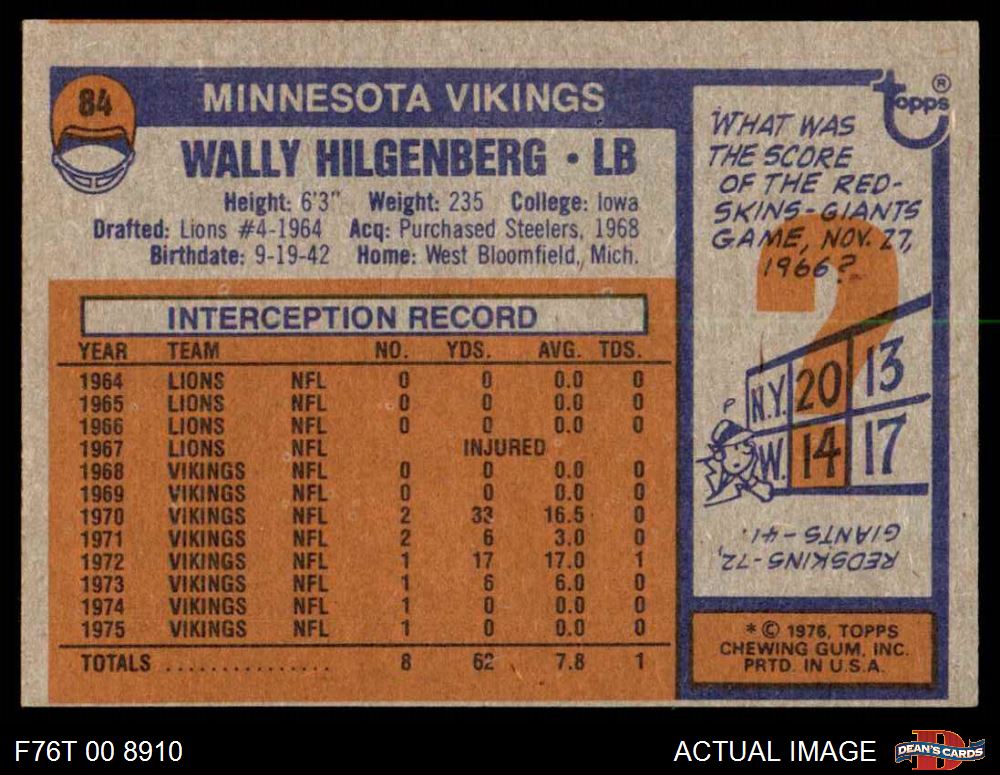 84
MINNESOTA VIKINGS
WALLY HILGENBERG • LB
Height: 6'3" Weight: 235 College: Iowa
Drafted: Lions #4-1964 Acq: Purchased Steelers, 1968
Birthdate: 9-19-42 Home: West Bloomfield, Mich.
INTERCEPTION RECORD
YEAR TEAM NO. YDS. AVG. TDS.
1964 LIONS NFL 0 0 0.0 0
1965 LIONS NFL 0 0 0.0 0
1966 LIONS NFL 0 0 0.0 0
1967 LIONS NFL INJURED
1968 VIKINGS NFL 0 0 0.0 0
1969 VIKINGS NFL 0 0 0.0 0
1970 VIKINGS NFL 2 33 16.5 0
1971 VIKINGS NFL 2 6 3.0 0
1972 VIKINGS NFL 1 17 17.0 1
1973 VIKINGS NFL 1 6 6.0 0
1974 VIKINGS NFL 1 0 0.0 0
1975 VIKINGS NFL 1 0 0.0 0
TOTALS ................ 8 62 7.8 1
topps ®
WHAT WAS
THE SCORE
OF THE RED-
SKINS-GIANTS
GAME, NOV. 27,
1966?
?
N.Y. 20 13
W. 14 17
REDSKINS-72,
GIANTS-41.
* © 1976, TOPPS
CHEWING GUM, INC.
PRTD. IN U.S.A.
F76T 00 8910
ACTUAL IMAGE
D
DEAN'S CARDS